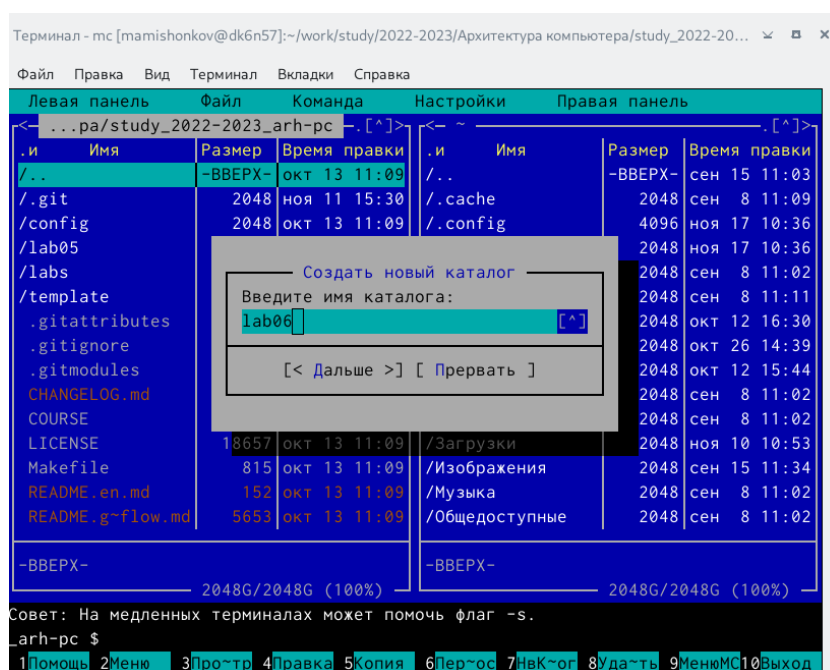 Терминал - mc [mamishonkov@dk6n57]:~/work/study/2022-2023/Архитектура компьютера/study_2022-20...
Файл Правка Вид Терминал Вкладки Справка
Левая панель Файл Команда Настройки Правая панель
<- ...pa/study_2022-2023_arh-pc .[^]> <- ~ .[^]>
.и Имя Размер Время правки .и Имя Размер Время правки
/.. -ВВЕРХ- окт 13 11:09 /.. -ВВЕРХ- сен 15 11:03
/.git 2048 ноя 11 15:30 /.cache 2048 сен 8 11:09
/config 2048 окт 13 11:09 /.config 4096 ноя 17 10:36
/lab05 2048 ноя 17 10:36
/labs Создать новый каталог 2048 сен 8 11:02
/template Введите имя каталога: 2048 сен 8 11:11
.gitattributes lab06 [^] 2048 окт 12 16:30
.gitignore 2048 окт 26 14:39
.gitmodules [< Дальше >] [ Прервать ] 2048 окт 12 15:44
CHANGELOG.md 2048 сен 8 11:02
COURSE 2048 сен 8 11:02
LICENSE 18657 окт 13 11:09 /Загрузки 2048 ноя 10 10:53
Makefile 815 окт 13 11:09 /Изображения 2048 сен 15 11:34
README.en.md 152 окт 13 11:09 /Музыка 2048 сен 8 11:02
README.g~flow.md 5653 окт 13 11:09 /Общедоступные 2048 сен 8 11:02
-ВВЕРХ- -ВВЕРХ-
2048G/2048G (100%) 2048G/2048G (100%)
Совет: На медленных терминалах может помочь флаг -s.
_arh-pc $
1Помощь 2Меню 3Про~тр 4Правка 5Копия 6Пер~ос 7НвК~ог 8Уда~ть 9МенюМС10Выход